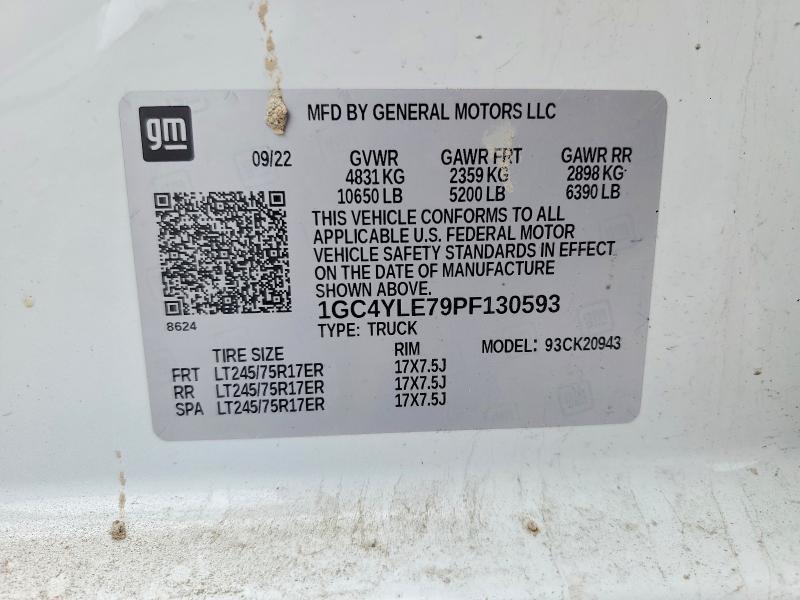 gm
MFD BY GENERAL MOTORS LLC
09/22 GVWR GAWR FRT GAWR RR
4831 KG 2359 KG 2898 KG
10650 LB 5200 LB 6390 LB
THIS VEHICLE CONFORMS TO ALL
APPLICABLE U.S. FEDERAL MOTOR
VEHICLE SAFETY STANDARDS IN EFFECT
ON THE DATE OF MANUFACTURE
SHOWN ABOVE.
1GC4YLE79PF130593
8624
TYPE: TRUCK
TIRE SIZE RIM MODEL: 93CK20943
FRT LT245/75R17ER 17X7.5J
RR LT245/75R17ER 17X7.5J
SPA LT245/75R17ER 17X7.5J